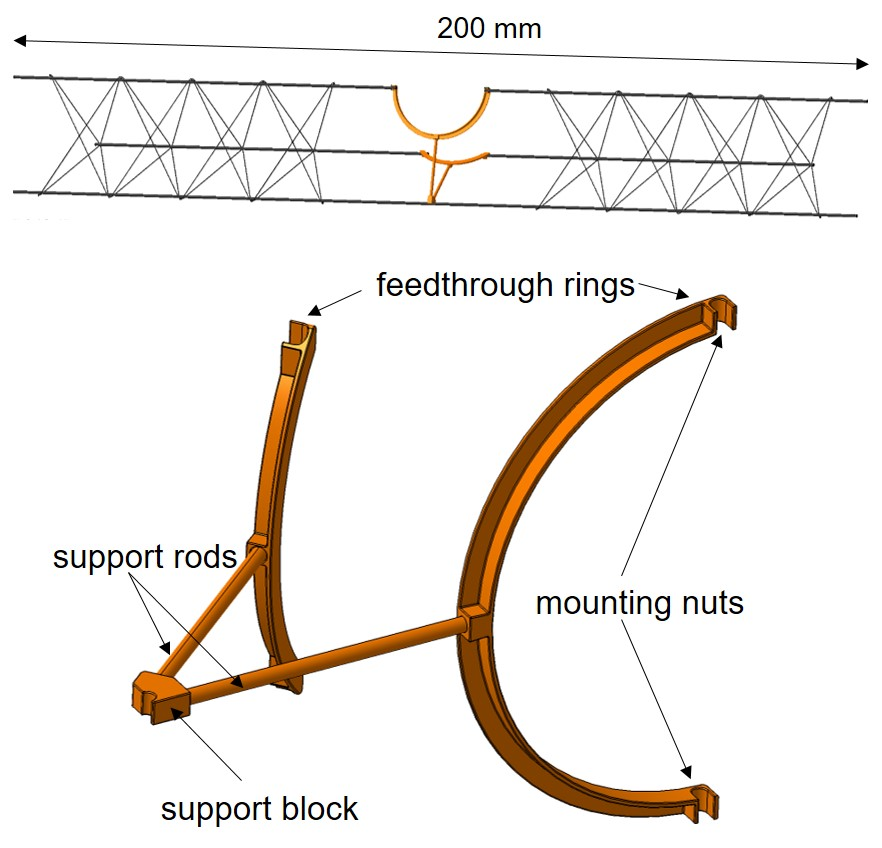 200 mm
feedthrough rings
support rods
mounting nuts
support block